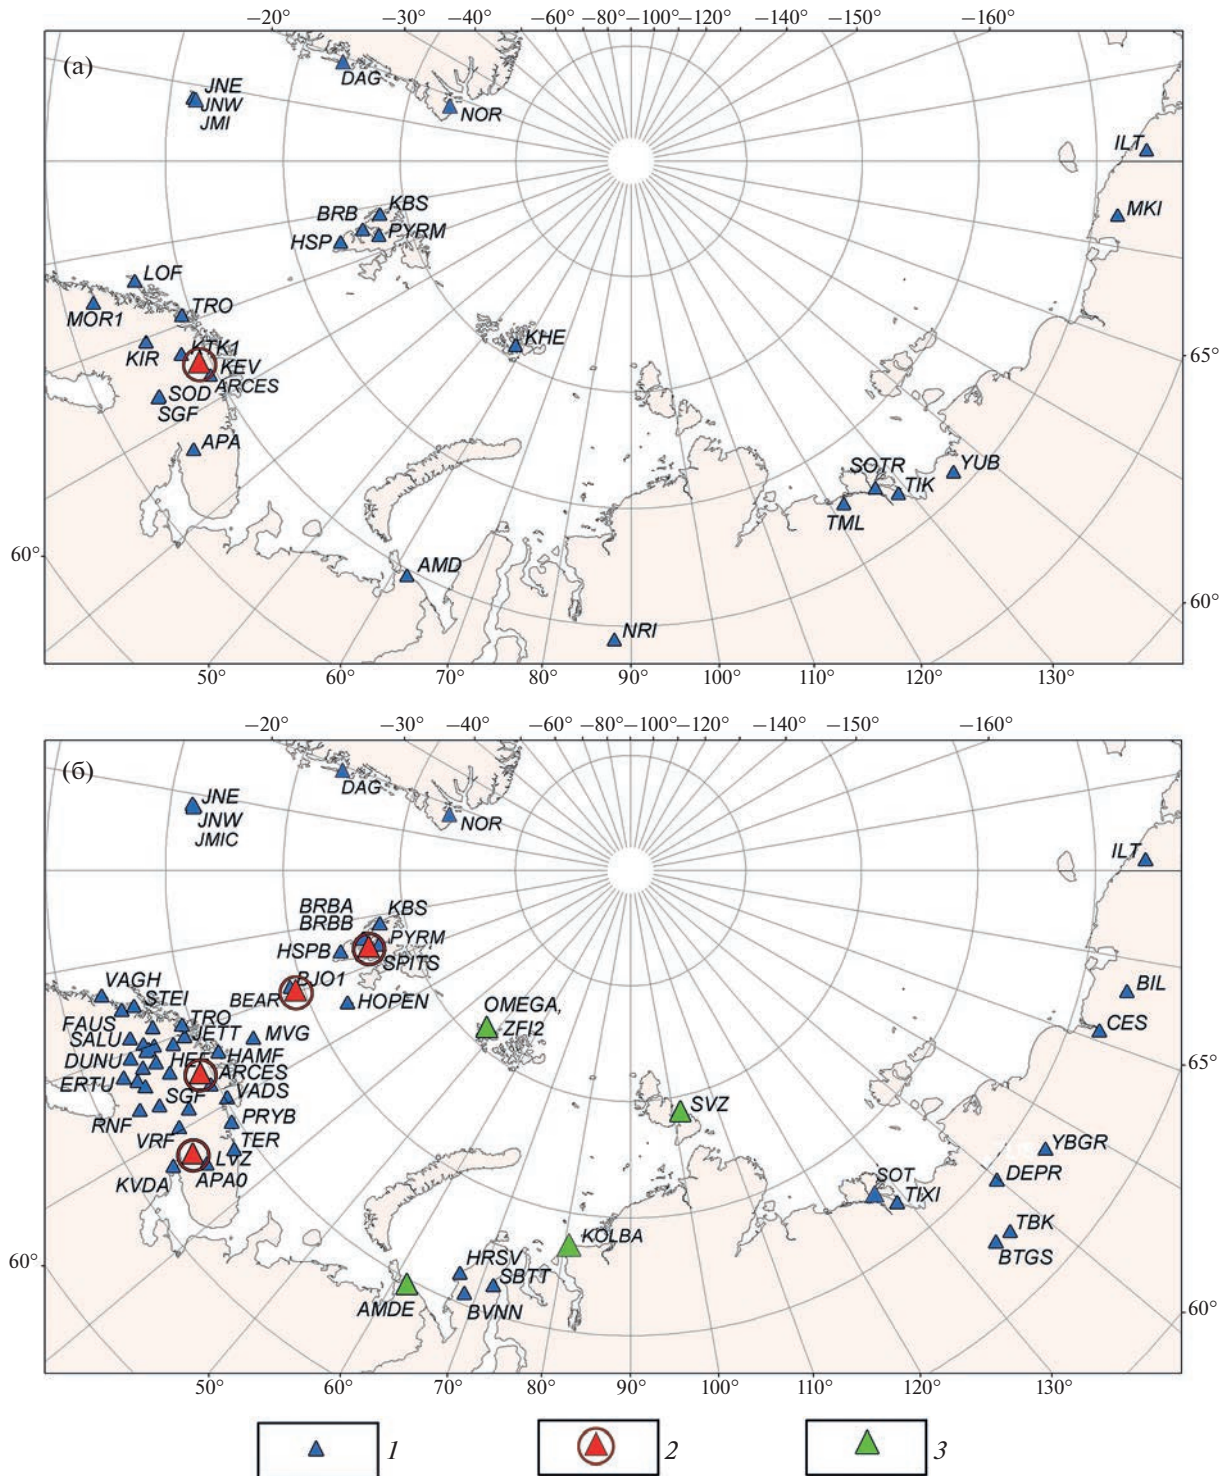 −20° −30° −40° −60° −80° −100° −120° −140° −150° −160°
(а)
DAG
JNE
JNW
JMI
NOR
ILT
MKI
KBS
BRB
PYRM
HSP
LOF
TRO
MOR1
KHE
KIR
KTK1
KEV
ARCES
SOD
SGF
65°
APA
SOTR
YUB
TIK
TML
60°
AMD
60°
NRI
50° 60° 70° 80° 90° 100° 110° 120° 130°
−20° −30° −40° −60° −80° −100° −120° −140° −150° −160°
(б)
DAG
JNE
JNW
JMIC
NOR
ILT
BRBA
KBS
BRBB
PYRM
HSPB
SPITS
VAGH
BJO1
BEAR
BIL
STEI
HOPEN
OMEGA,
ZFI2
FAUS
TRO
CES
SALU
JETT
MVG
DUNU
HEF
HAMF
ARCES
65°
ERTU
SGF
VADS
SVZ
RNF
PRYB
VRF
TER
YBGR
LVZ
DEPR
KVDA
APA0
SOT
TIXI
TBK
KOLBA
BTGS
60°
HRSV
SBTT
AMDE
BVNN
60°
50° 60° 70° 80° 90° 100° 110° 120° 130°
1 2 3